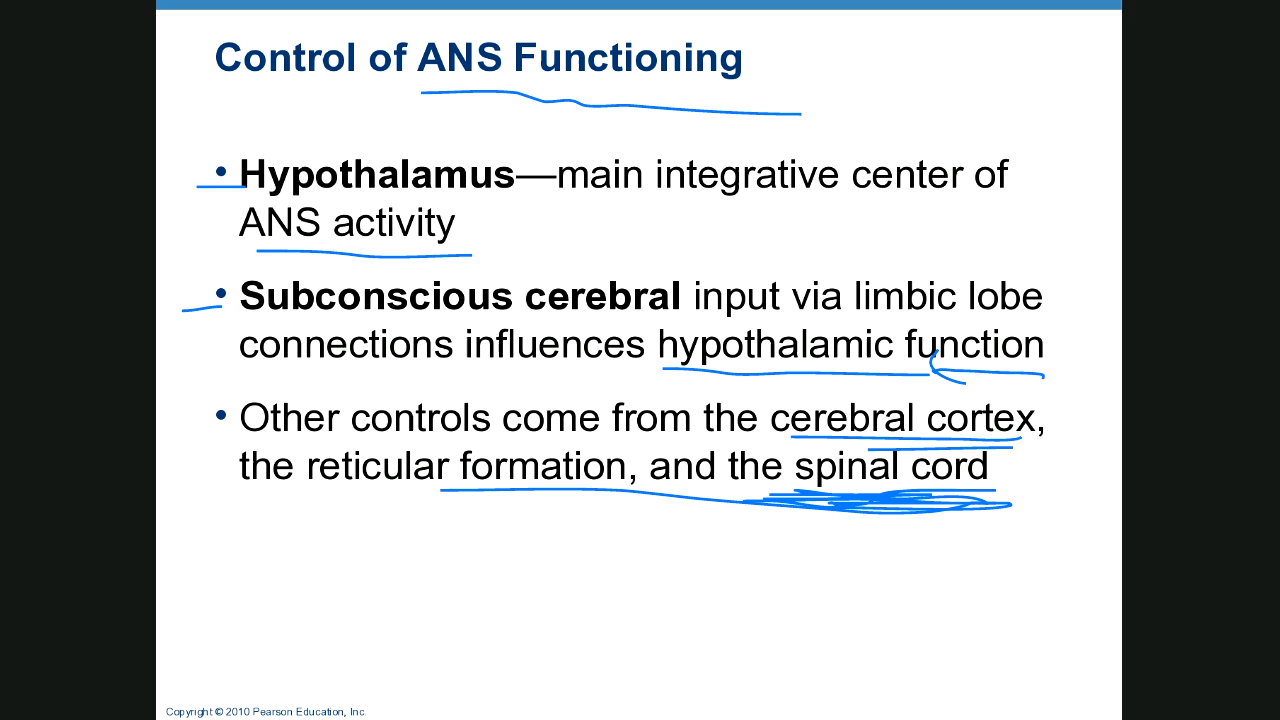 Control of ANS Functioning
• Hypothalamus—main integrative center of
ANS activity
• Subconscious cerebral input via limbic lobe
connections influences hypothalamic function
• Other controls come from the cerebral cortex,
the reticular formation, and the spinal cord
Copyright © 2010 Pearson Education, Inc.